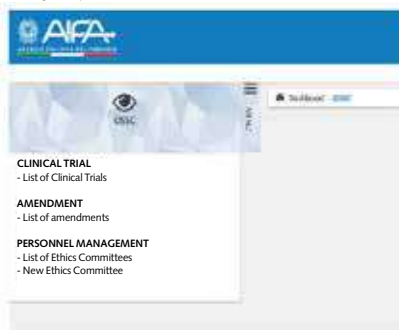 AIFA
OSSC
CLINICAL TRIAL
- List of Clinical Trials
AMENDMENT
- List of amendments
PERSONNEL MANAGEMENT
- List of Ethics Committees
- New Ethics Committee